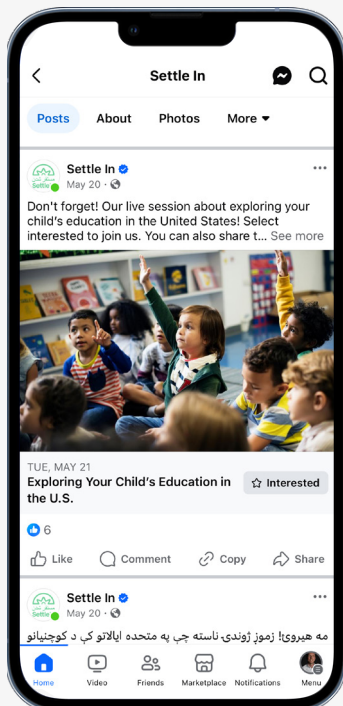 Settle In
Posts About Photos More
Settle In
May 20
Don't forget! Our live session about exploring your
child's education in the United States! Select
interested to join us. You can also share t... See more
TUE, MAY 21
Exploring Your Child's Education in
the U.S.
Interested
6
Like Comment Copy Share
Settle In
May 20
مه هیروئ! زموږ ژوندۍ ناسته چې په متحده ایالاتو کې د کوچنیانو
Home Video Friends Marketplace Notifications Menu